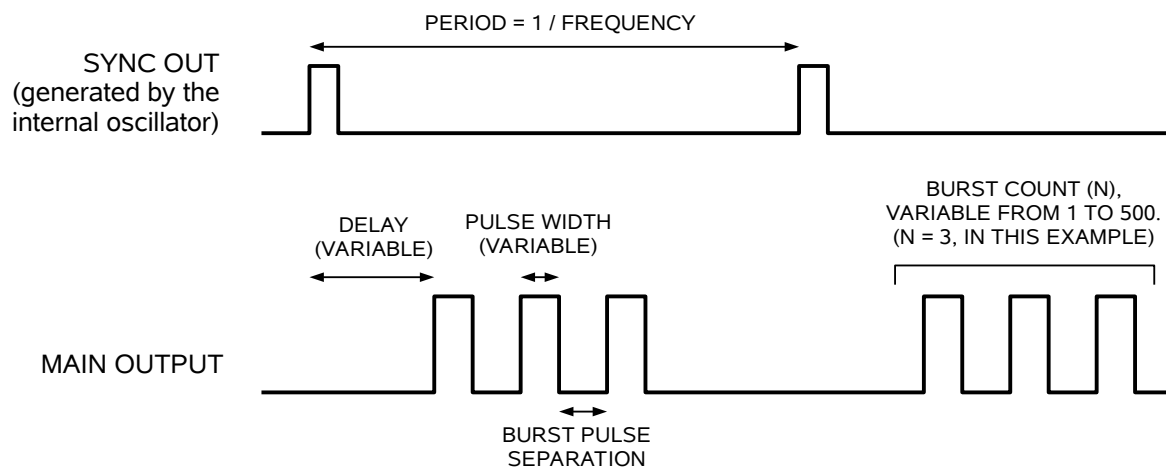 PERIOD = 1 / FREQUENCY
SYNC OUT
(generated by the
internal oscillator)
BURST COUNT (N),
VARIABLE FROM 1 TO 500.
(N = 3, IN THIS EXAMPLE)
DELAY
(VARIABLE)
PULSE WIDTH
(VARIABLE)
MAIN OUTPUT
BURST PULSE
SEPARATION